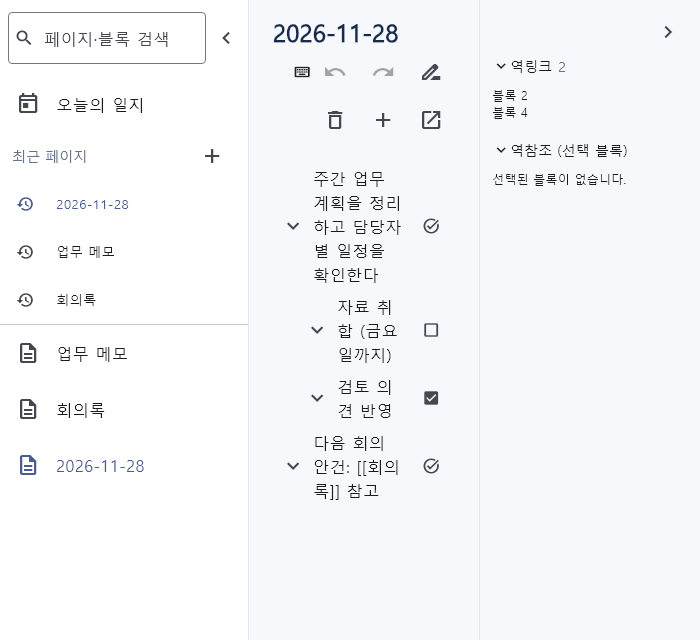 페이지·블록 검색
오늘의 일지
최근 페이지
2026-11-28
업무 메모
회의록
업무 메모
회의록
2026-11-28
2026-11-28
주간 업무
계획을 정리
하고 담당자
별 일정을
확인한다
자료 취
합 (금요
일까지)
검토 의
견 반영
다음 회의
안건: [[회의
록]] 참고
역링크 2
블록 2
블록 4
역참조 (선택 블록)
선택된 블록이 없습니다.